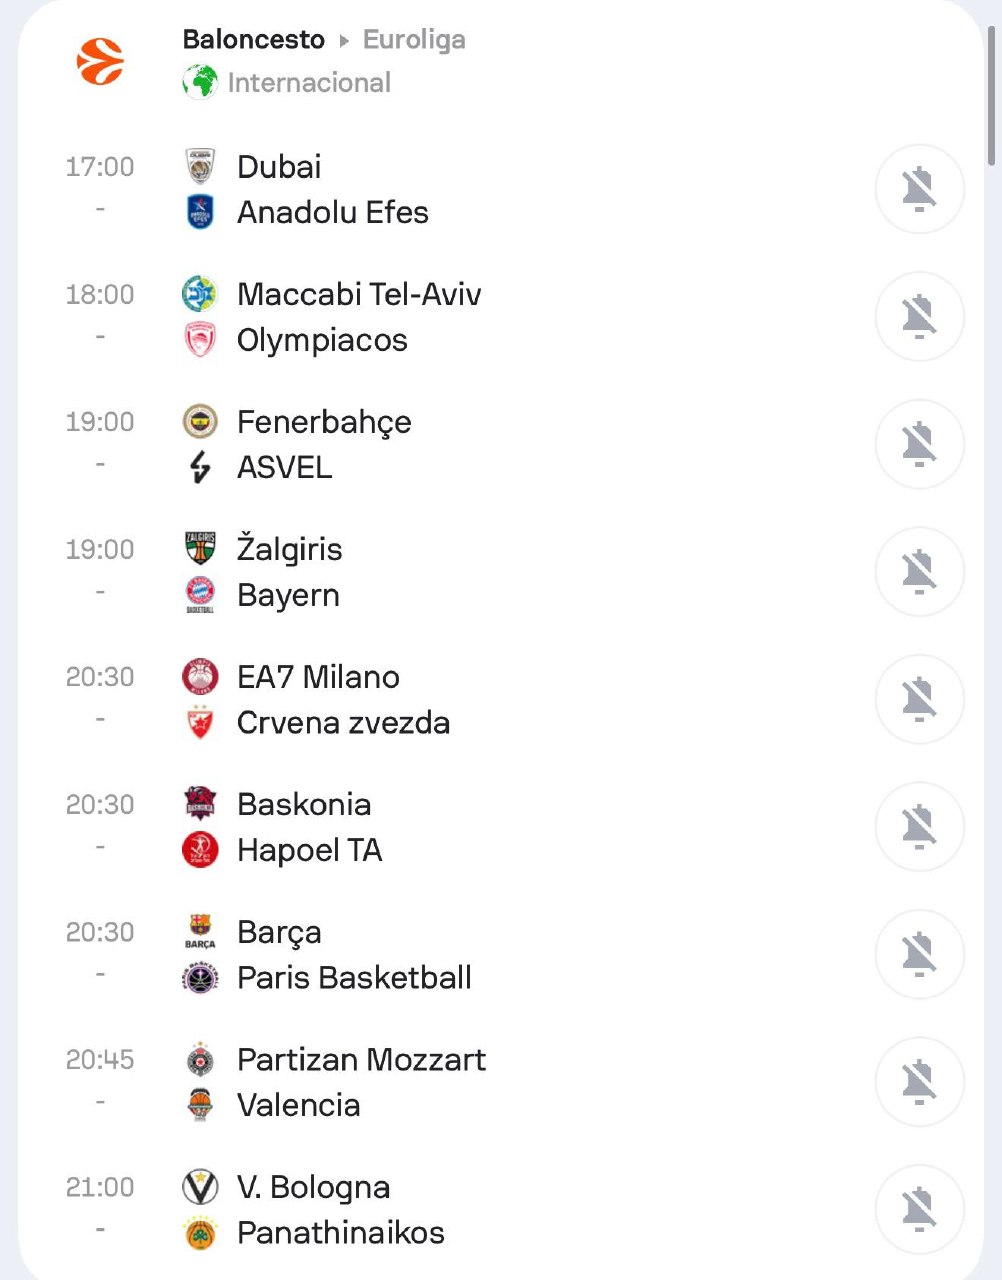 Baloncesto ▸ Euroliga
Internacional
17:00 Dubai
- Anadolu Efes
18:00 Maccabi Tel-Aviv
- Olympiacos
19:00 Fenerbahçe
- ASVEL
19:00 Žalgiris
- Bayern
20:30 EA7 Milano
- Crvena zvezda
20:30 Baskonia
- Hapoel TA
20:30 Barça
BARÇA
- Paris Basketball
20:45 Partizan Mozzart
- Valencia
21:00 V. Bologna
- Panathinaikos